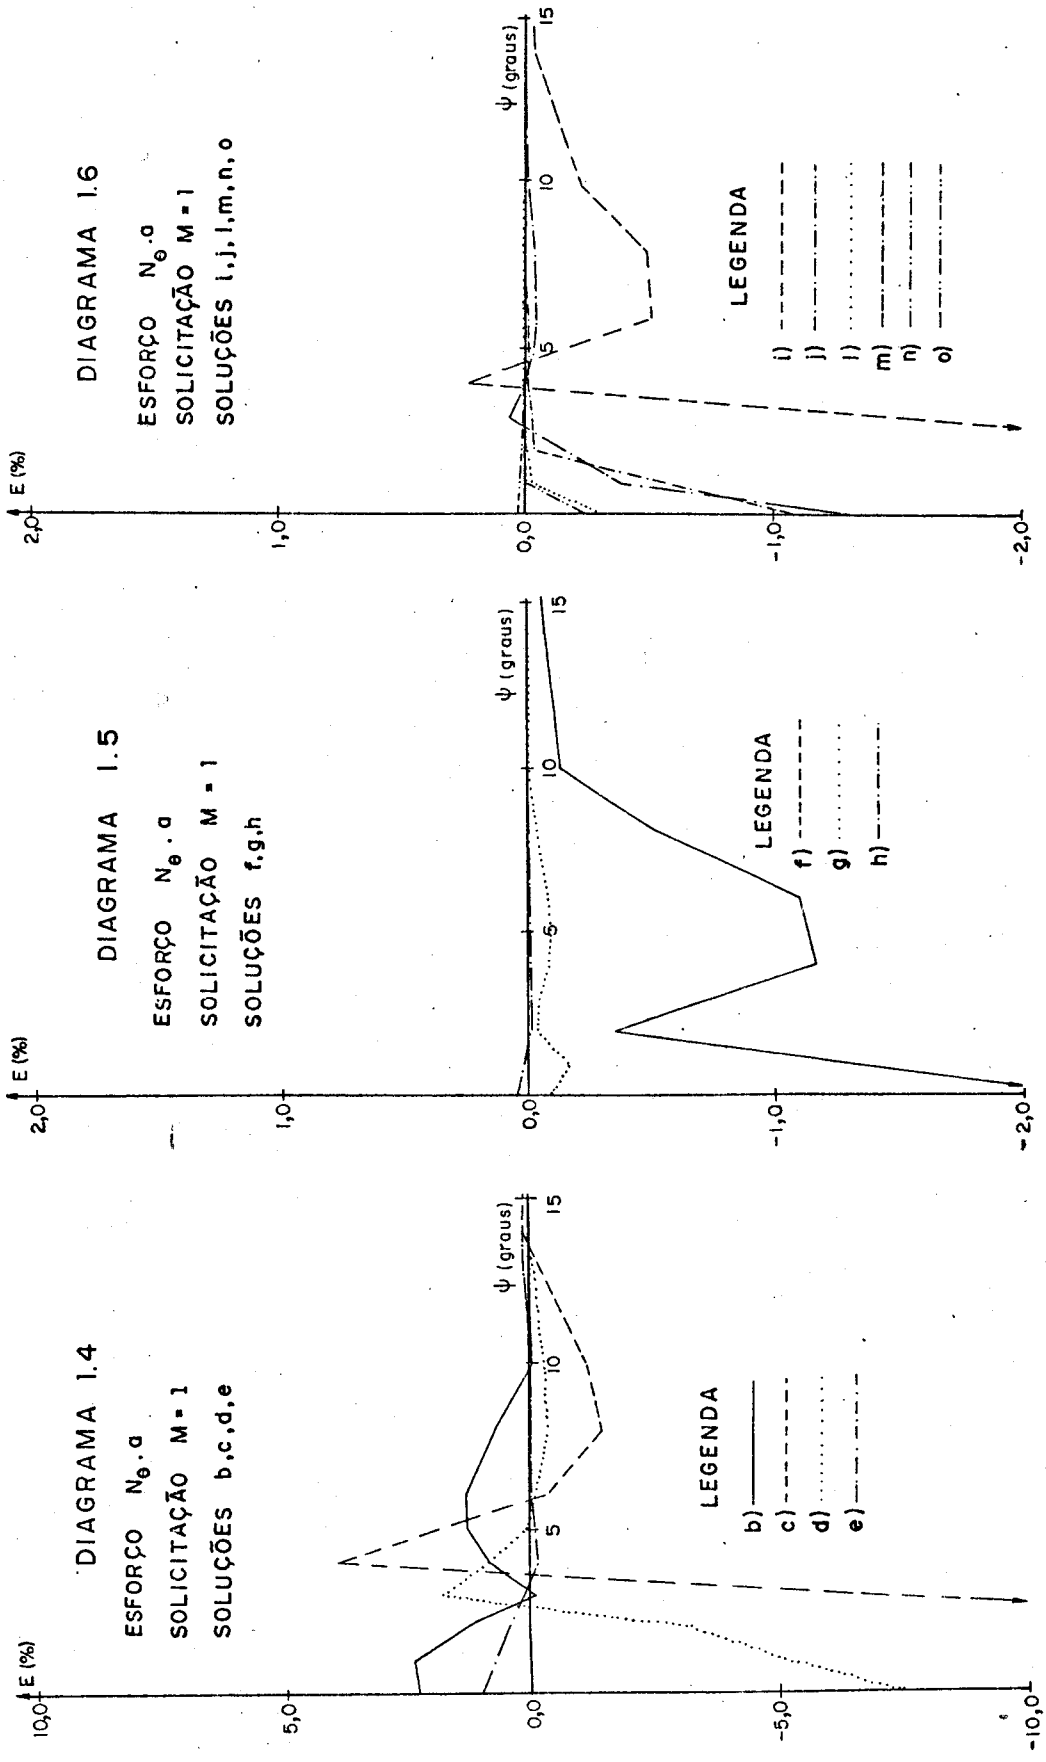 DIAGRAMA 1.4
ESFORÇO Nθ.a
SOLICITAÇÃO M = 1
SOLUÇÕES b,c,d,e
E (%)
10,0
5,0
0,0
-5,0
-10,0
5
10
15
ψ (graus)
LEGENDA
b)
c)
d)
e)
DIAGRAMA 1.5
ESFORÇO Nθ.a
SOLICITAÇÃO M = 1
SOLUÇÕES f,g,h
E (%)
2,0
1,0
0,0
-1,0
-2,0
5
10
15
ψ (graus)
LEGENDA
f)
g)
h)
DIAGRAMA 1.6
ESFORÇO Nθ.a
SOLICITAÇÃO M = 1
SOLUÇÕES i,j,l,m,n,o
E (%)
2,0
1,0
0,0
-1,0
-2,0
5
10
15
ψ (graus)
LEGENDA
i)
j)
l)
m)
n)
o)